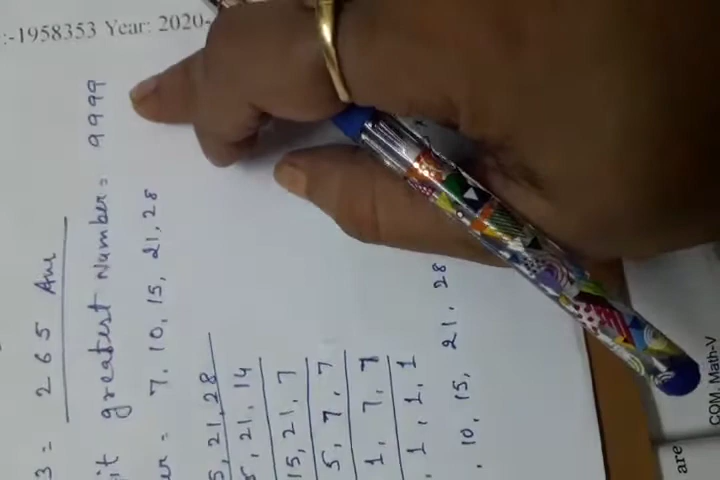 :-1958353 Year: 2020-
3 = 265 Ans
it greatest Number = 9999
er = 7, 10, 15, 21, 28
5, 21, 28
5, 21, 14
15, 21, 7
5, 7, 7
1, 7, 7
1, 1, 1
10, 15, 21, 28
are
COM. Math-V